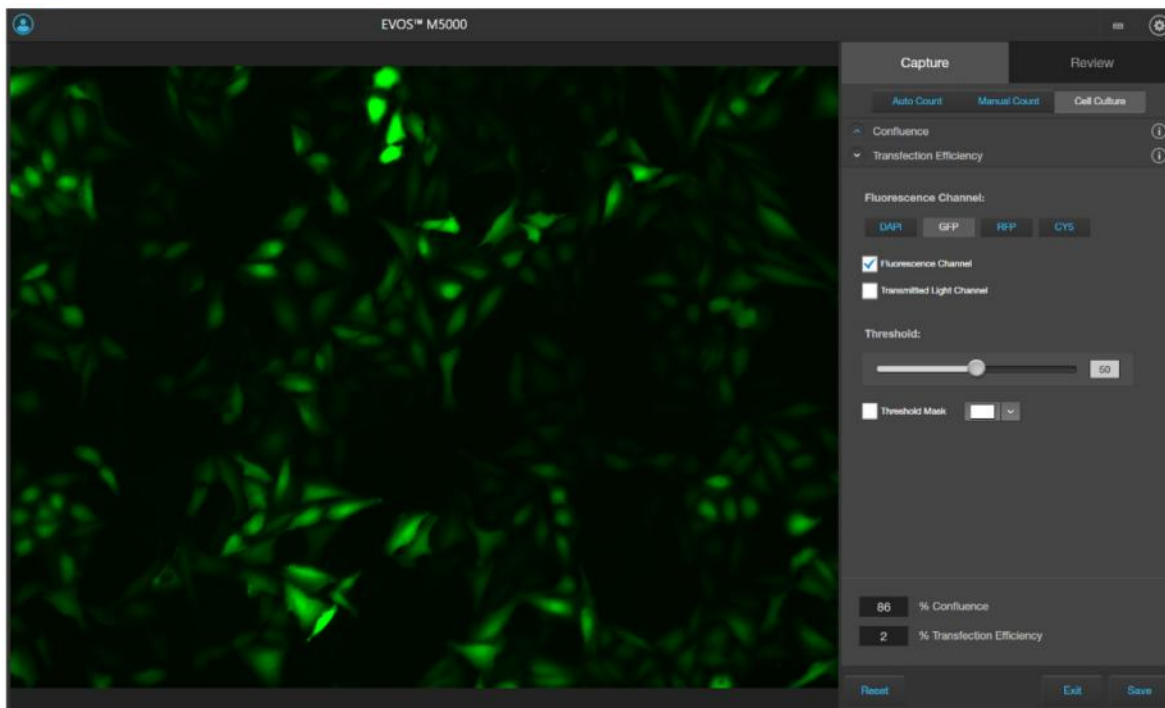 EVOS™ M5000
Capture Review
Auto Count Manual Count Cell Culture
Confluence
Transfection Efficiency
Fluorescence Channel:
DAPI GFP RFP CY5
Fluorescence Channel
Transmitted Light Channel
Threshold:
50
Threshold Mask
86 % Confluence
2 % Transfection Efficiency
Reset Exit Save